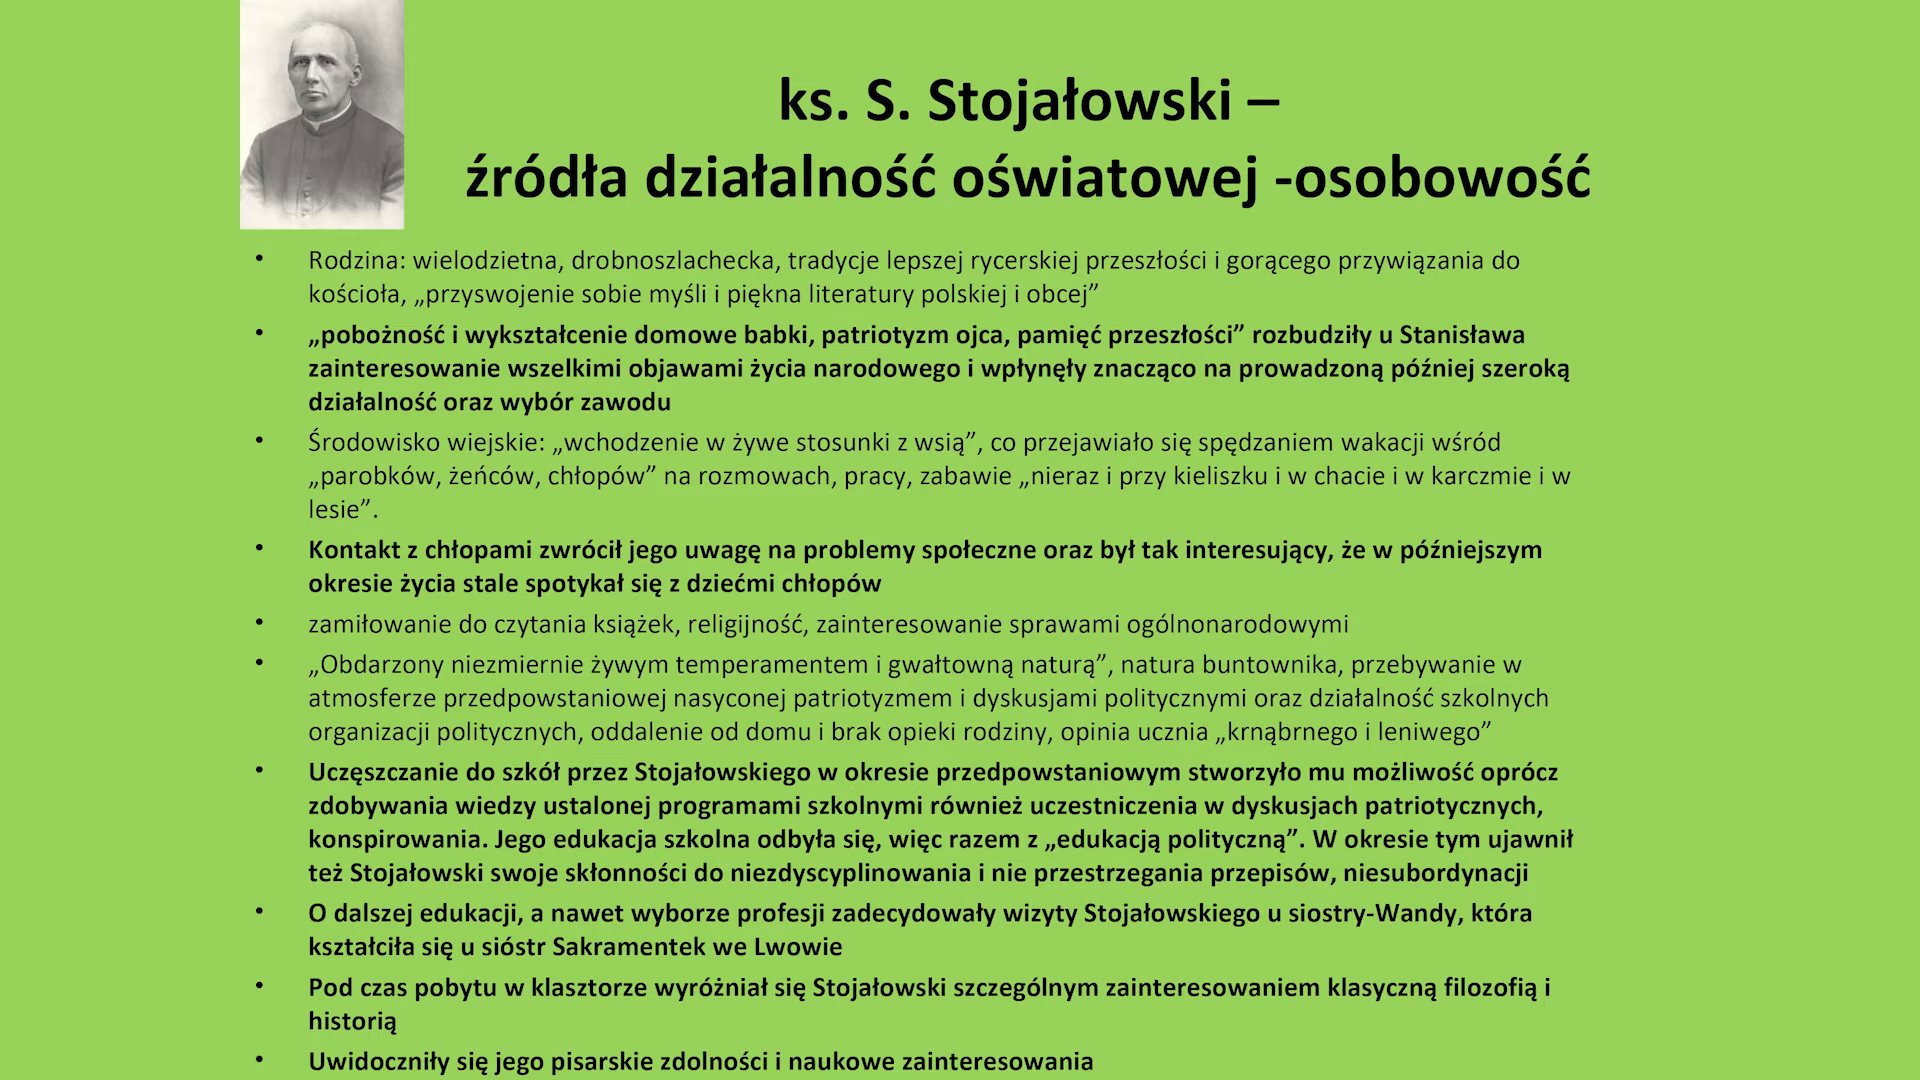 ks. S. Stojałowski –
źródła działalność oświatowej -osobowość
• Rodzina: wielodzietna, drobnoszlachecka, tradycje lepszej rycerskiej przeszłości i gorącego przywiązania do
kościoła, „przyswojenie sobie myśli i piękna literatury polskiej i obcej”
• „pobożność i wykształcenie domowe babki, patriotyzm ojca, pamięć przeszłości” rozbudziły u Stanisława
zainteresowanie wszelkimi objawami życia narodowego i wpłynęły znacząco na prowadzoną później szeroką
działalność oraz wybór zawodu
• Środowisko wiejskie: „wchodzenie w żywe stosunki z wsią”, co przejawiało się spędzaniem wakacji wśród
„parobków, żeńców, chłopów” na rozmowach, pracy, zabawie „nieraz i przy kieliszku i w chacie i w karczmie i w
lesie”.
• Kontakt z chłopami zwrócił jego uwagę na problemy społeczne oraz był tak interesujący, że w późniejszym
okresie życia stale spotykał się z dziećmi chłopów
• zamiłowanie do czytania książek, religijność, zainteresowanie sprawami ogólnonarodowymi
• „Obdarzony niezmiernie żywym temperamentem i gwałtowną naturą”, natura buntownika, przebywanie w
atmosferze przedpowstaniowej nasyconej patriotyzmem i dyskusjami politycznymi oraz działalność szkolnych
organizacji politycznych, oddalenie od domu i brak opieki rodziny, opinia ucznia „krnąbrnego i leniwego”
• Uczęszczanie do szkół przez Stojałowskiego w okresie przedpowstaniowym stworzyło mu możliwość oprócz
zdobywania wiedzy ustalonej programami szkolnymi również uczestniczenia w dyskusjach patriotycznych,
konspirowania. Jego edukacja szkolna odbyła się, więc razem z „edukacją polityczną”. W okresie tym ujawnił
też Stojałowski swoje skłonności do niezdyscyplinowania i nie przestrzegania przepisów, niesubordynacji
• O dalszej edukacji, a nawet wyborze profesji zadecydowały wizyty Stojałowskiego u siostry-Wandy, która
kształciła się u sióstr Sakramentek we Lwowie
• Pod czas pobytu w klasztorze wyróżniał się Stojałowski szczególnym zainteresowaniem klasyczną filozofią i
historią
• Uwidoczniły się jego pisarskie zdolności i naukowe zainteresowania